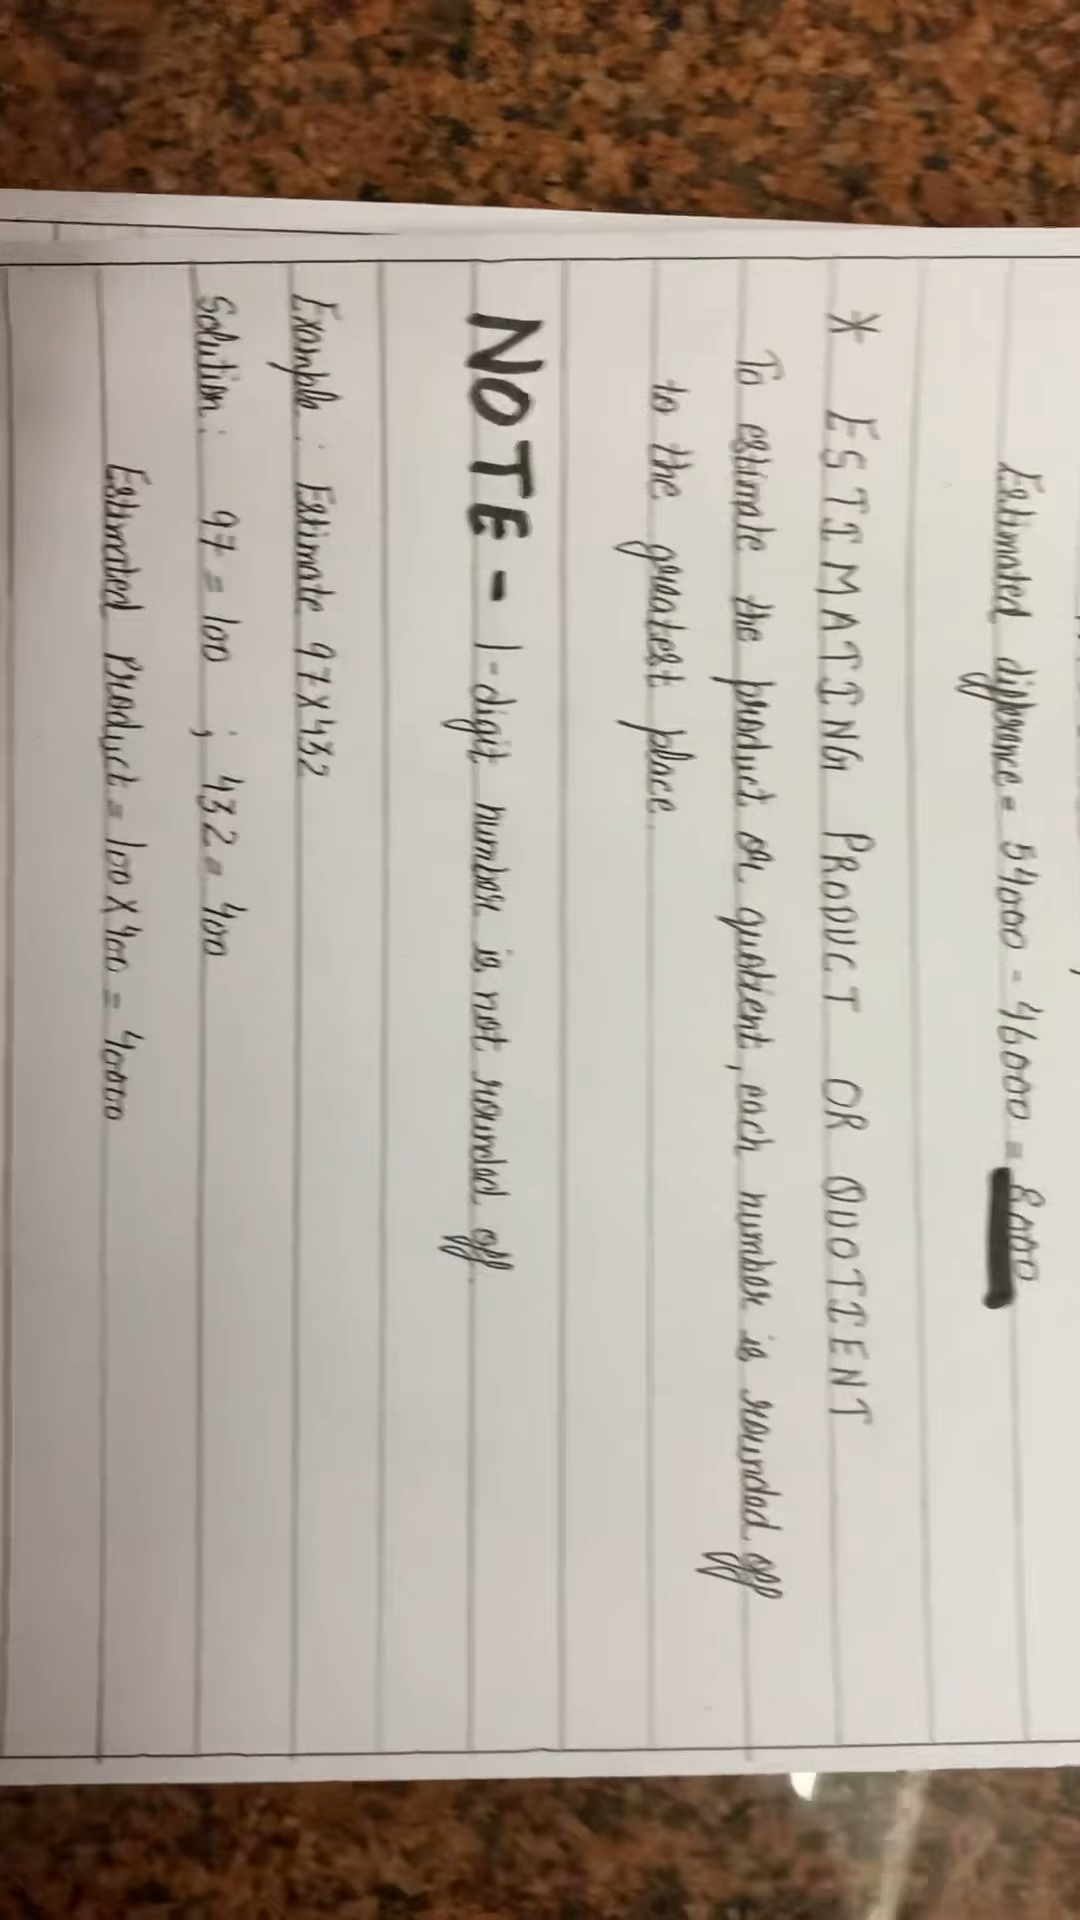 Estimated difference = 54000 - 46000 = 8000
* ESTIMATING PRODUCT OR QUOTIENT
To estimate the product or quotient, each number is rounded off
to the greatest place.
NOTE - 1-digit number is not rounded off.
Example : Estimate 97 X 432
Solution : 97 = 100 ; 432 = 400
Estimated product = 100 X 400 = 40000